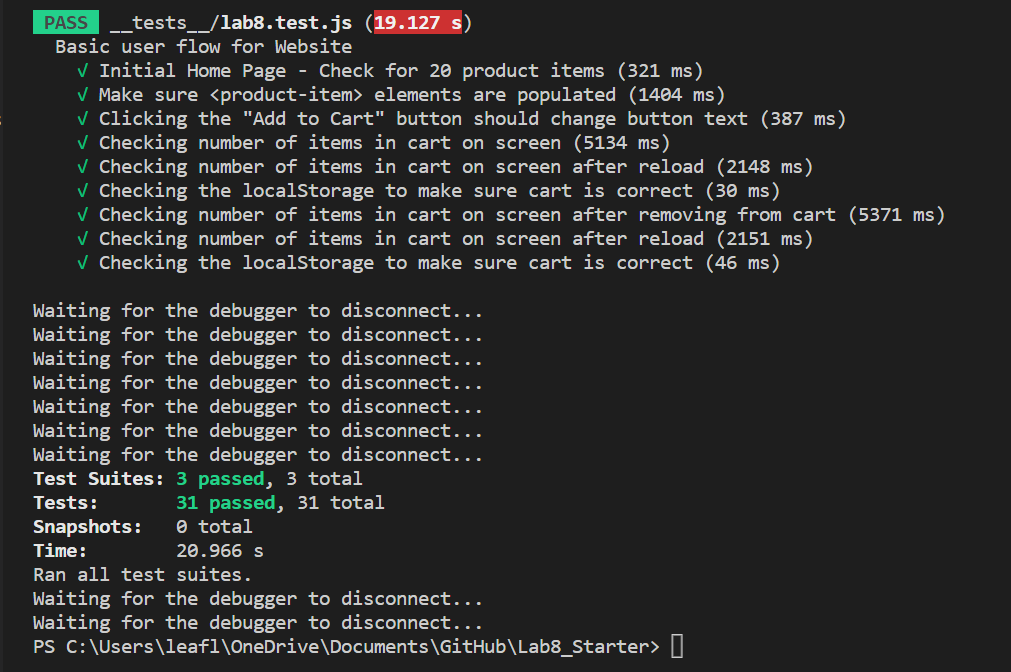 PASS __tests__/lab8.test.js (19.127 s)
Basic user flow for Website
√ Initial Home Page - Check for 20 product items (321 ms)
√ Make sure <product-item> elements are populated (1404 ms)
√ Clicking the "Add to Cart" button should change button text (387 ms)
√ Checking number of items in cart on screen (5134 ms)
√ Checking number of items in cart on screen after reload (2148 ms)
√ Checking the localStorage to make sure cart is correct (30 ms)
√ Checking number of items in cart on screen after removing from cart (5371 ms)
√ Checking number of items in cart on screen after reload (2151 ms)
√ Checking the localStorage to make sure cart is correct (46 ms)
Waiting for the debugger to disconnect...
Waiting for the debugger to disconnect...
Waiting for the debugger to disconnect...
Waiting for the debugger to disconnect...
Waiting for the debugger to disconnect...
Waiting for the debugger to disconnect...
Waiting for the debugger to disconnect...
Test Suites: 3 passed, 3 total
Tests: 31 passed, 31 total
Snapshots: 0 total
Time: 20.966 s
Ran all test suites.
Waiting for the debugger to disconnect...
Waiting for the debugger to disconnect...
PS C:\Users\leafl\OneDrive\Documents\GitHub\Lab8_Starter>